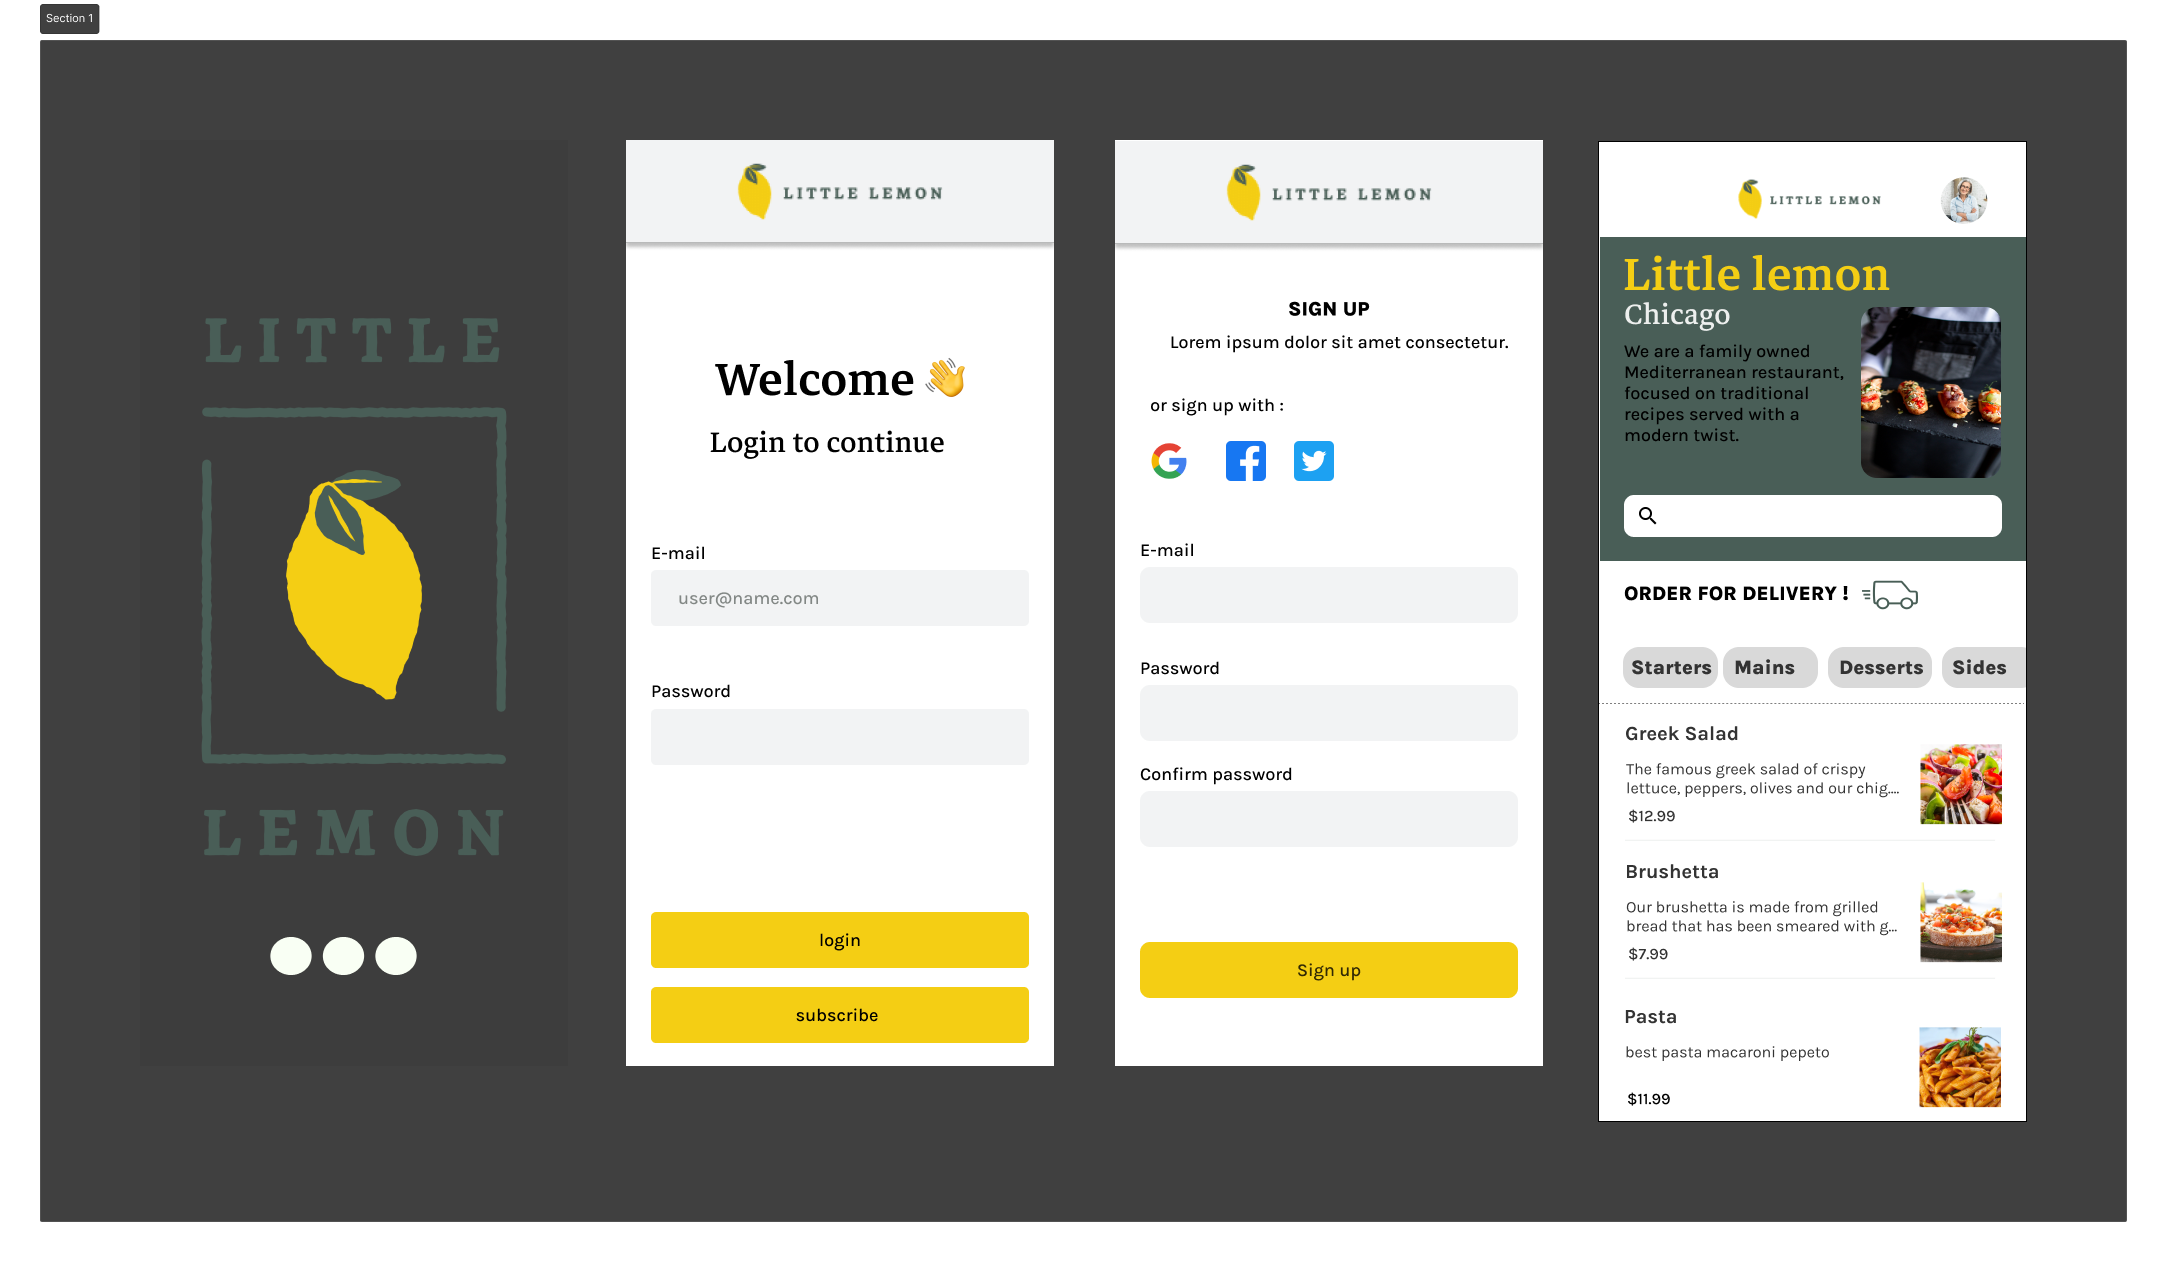 Section 1
LITTLE
LEMON
LITTLE LEMON
Welcome 👋
Login to continue
E-mail
user@name.com
Password
login
subscribe
LITTLE LEMON
SIGN UP
Lorem ipsum dolor sit amet consectetur.
or sign up with :
E-mail
Password
Confirm password
Sign up
LITTLE LEMON
Little lemon
Chicago
We are a family owned
Mediterranean restaurant,
focused on traditional
recipes served with a
modern twist.
ORDER FOR DELIVERY !
Starters Mains Desserts Sides
Greek Salad
The famous greek salad of crispy
lettuce, peppers, olives and our chig...
$12.99
Brushetta
Our brushetta is made from grilled
bread that has been smeared with g...
$7.99
Pasta
best pasta macaroni pepeto
$11.99